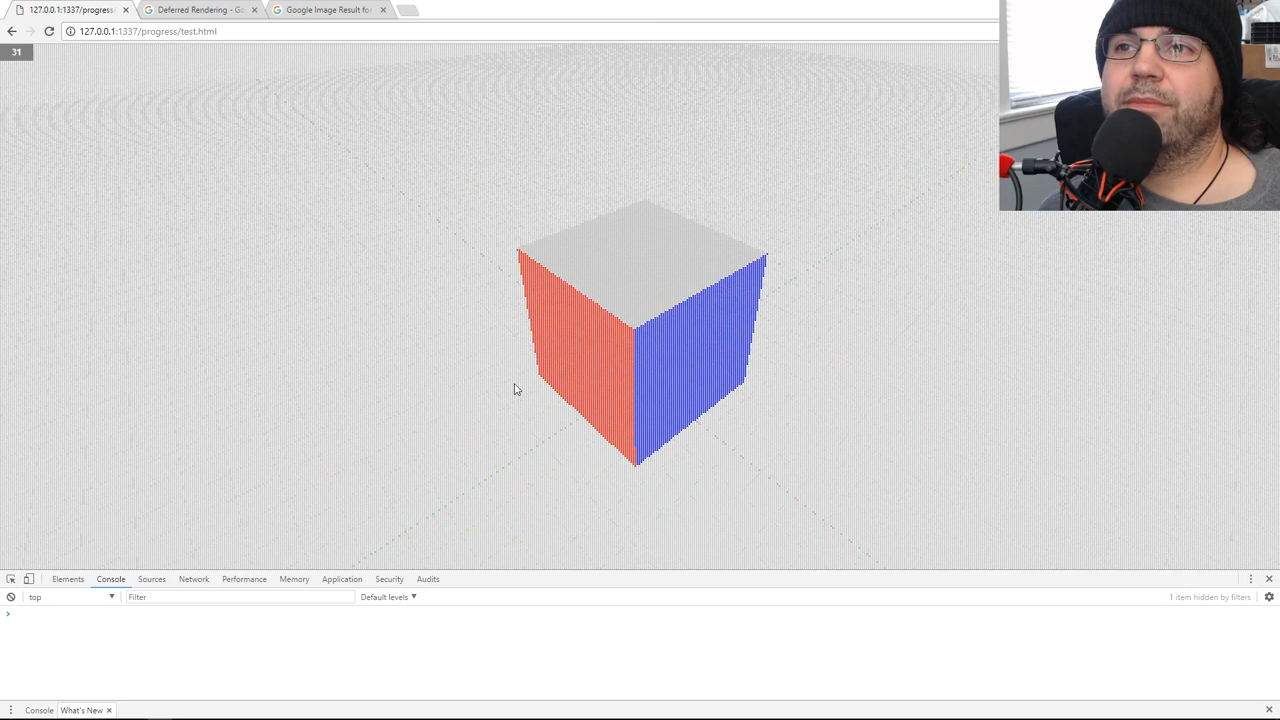 127.0.0.1:1337/progress/
Deferred Rendering - Go
Google Image Result for
127.0.0.1:1337/progress/test.html
31
Elements Console Sources Network Performance Memory Application Security Audits
top Filter Default levels 1 item hidden by filters
Console What's New